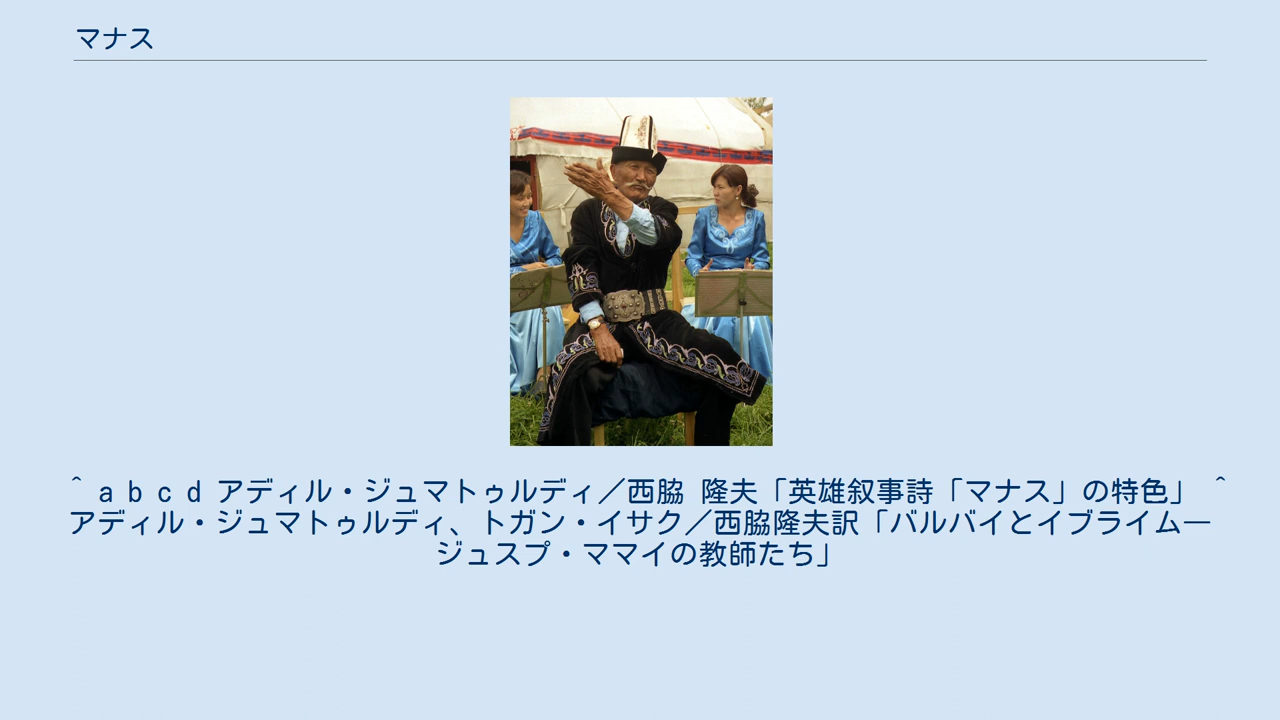 マナス
^ a b c d アディル・ジュマトゥルディ／西脇 隆夫「英雄叙事詩「マナス」の特色」 ^
アディル・ジュマトゥルディ、トガン・イサク／西脇隆夫訳「バルバイとイブライム―
ジュスプ・ママイの教師たち」